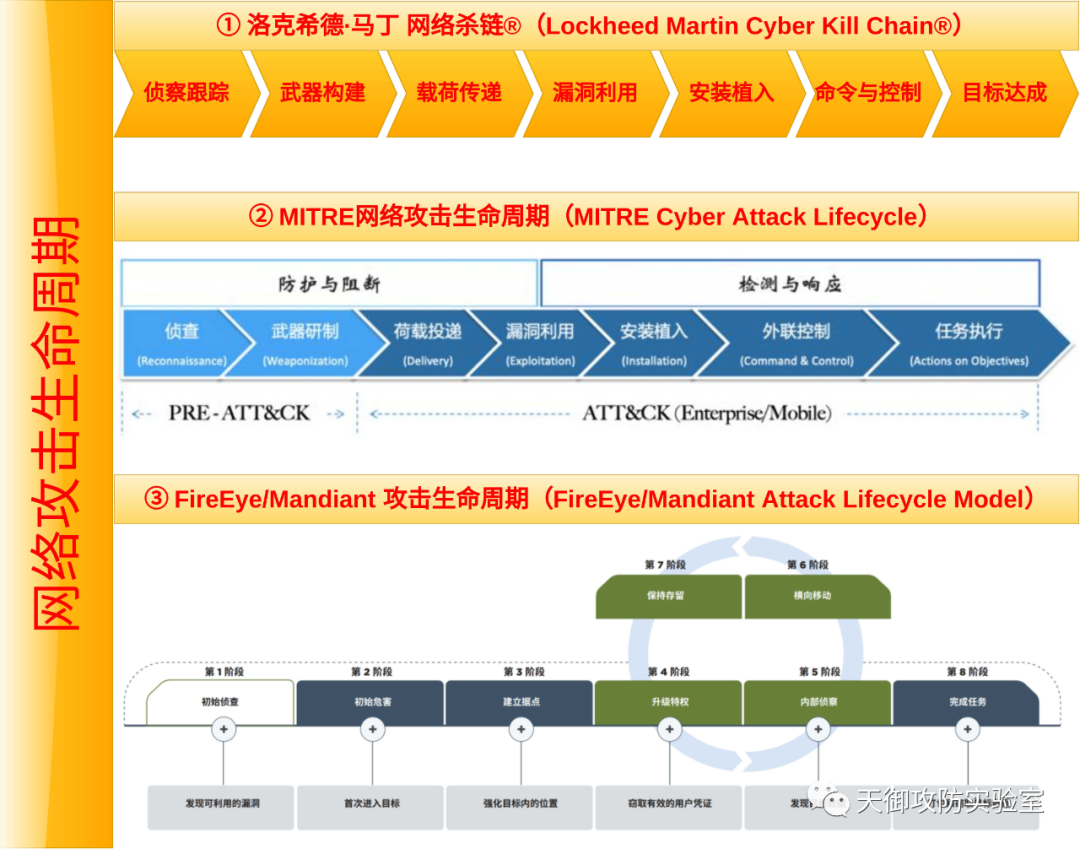 网络攻击生命周期
① 洛克希德·马丁 网络杀链®（Lockheed Martin Cyber Kill Chain®）
侦察跟踪 武器构建 载荷传递 漏洞利用 安装植入 命令与控制 目标达成
② MITRE网络攻击生命周期（MITRE Cyber Attack Lifecycle）
防护与阻断 检测与响应
侦查 武器研制 荷载投递 漏洞利用 安装植入 外联控制 任务执行
(Reconnaissance) (Weaponization) (Delivery) (Exploitation) (Installation) (Command & Control) (Actions on Objectives)
PRE-ATT&CK ATT&CK (Enterprise/Mobile)
③ FireEye/Mandiant 攻击生命周期（FireEye/Mandiant Attack Lifecycle Model）
第 7 阶段 第 6 阶段
保持存留 横向移动
第 1 阶段 第 2 阶段 第 3 阶段 第 4 阶段 第 5 阶段 第 8 阶段
初始侦查 初始危害 建立据点 升级特权 内部侦察 完成任务
发现可利用的漏洞 首次进入目标 强化目标内的位置 窃取有效的用户凭证 发现
天御攻防实验室